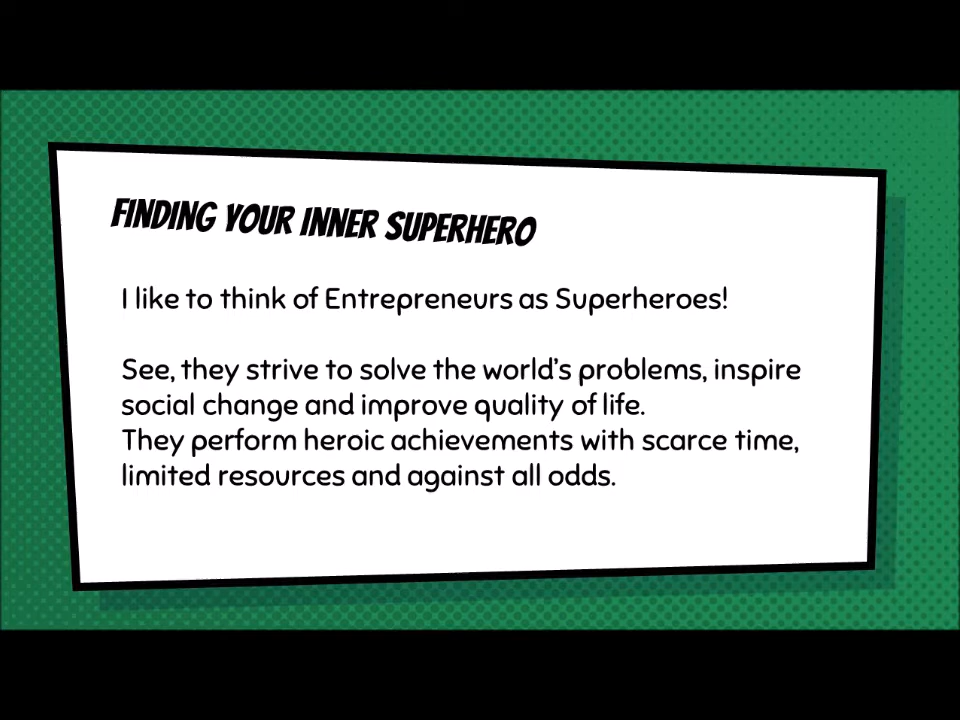 FINDING YOUR INNER SUPERHERO
I like to think of Entrepreneurs as Superheroes!
See, they strive to solve the world's problems, inspire
social change and improve quality of life.
They perform heroic achievements with scarce time,
limited resources and against all odds.